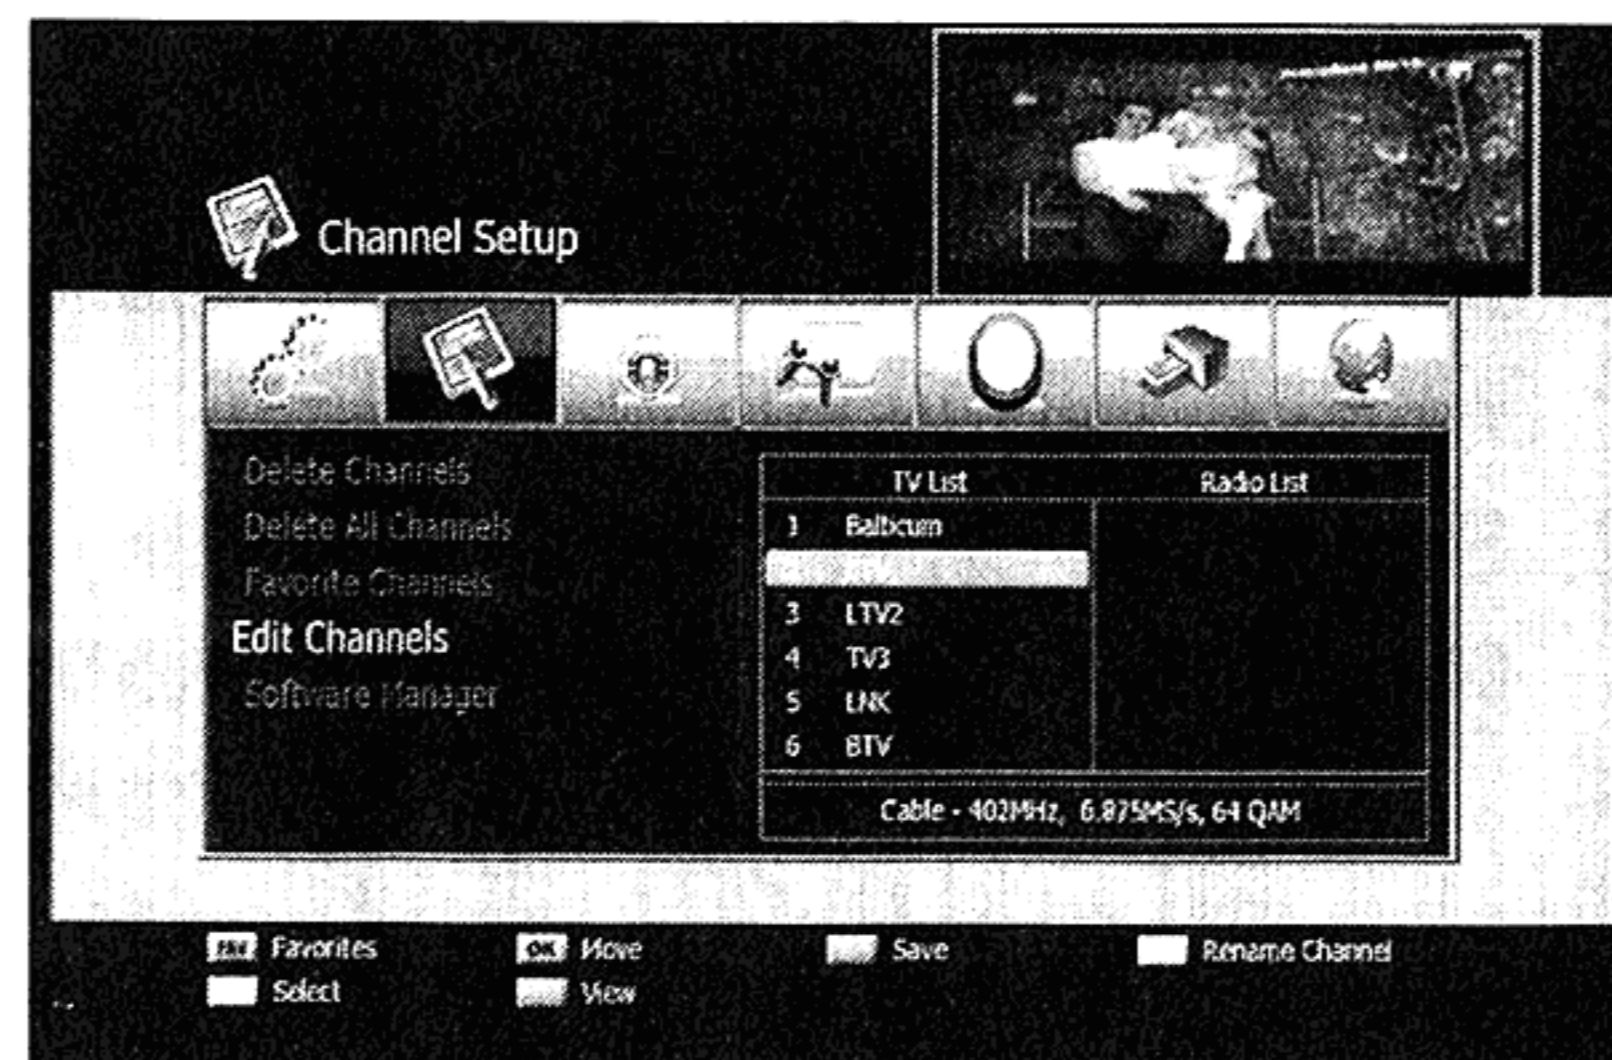 Channel Setup
Delete Channels
Delete All Channels
Favorite Channels
Edit Channels
Software Manager
TV List
Radio List
1 Balticum
3 LTV2
4 TV3
5 LNK
6 BTV
Cable - 402MHz, 6.875MS/s, 64 QAM
FAV Favorites
OK Move
Save
Rename Channel
Select
View